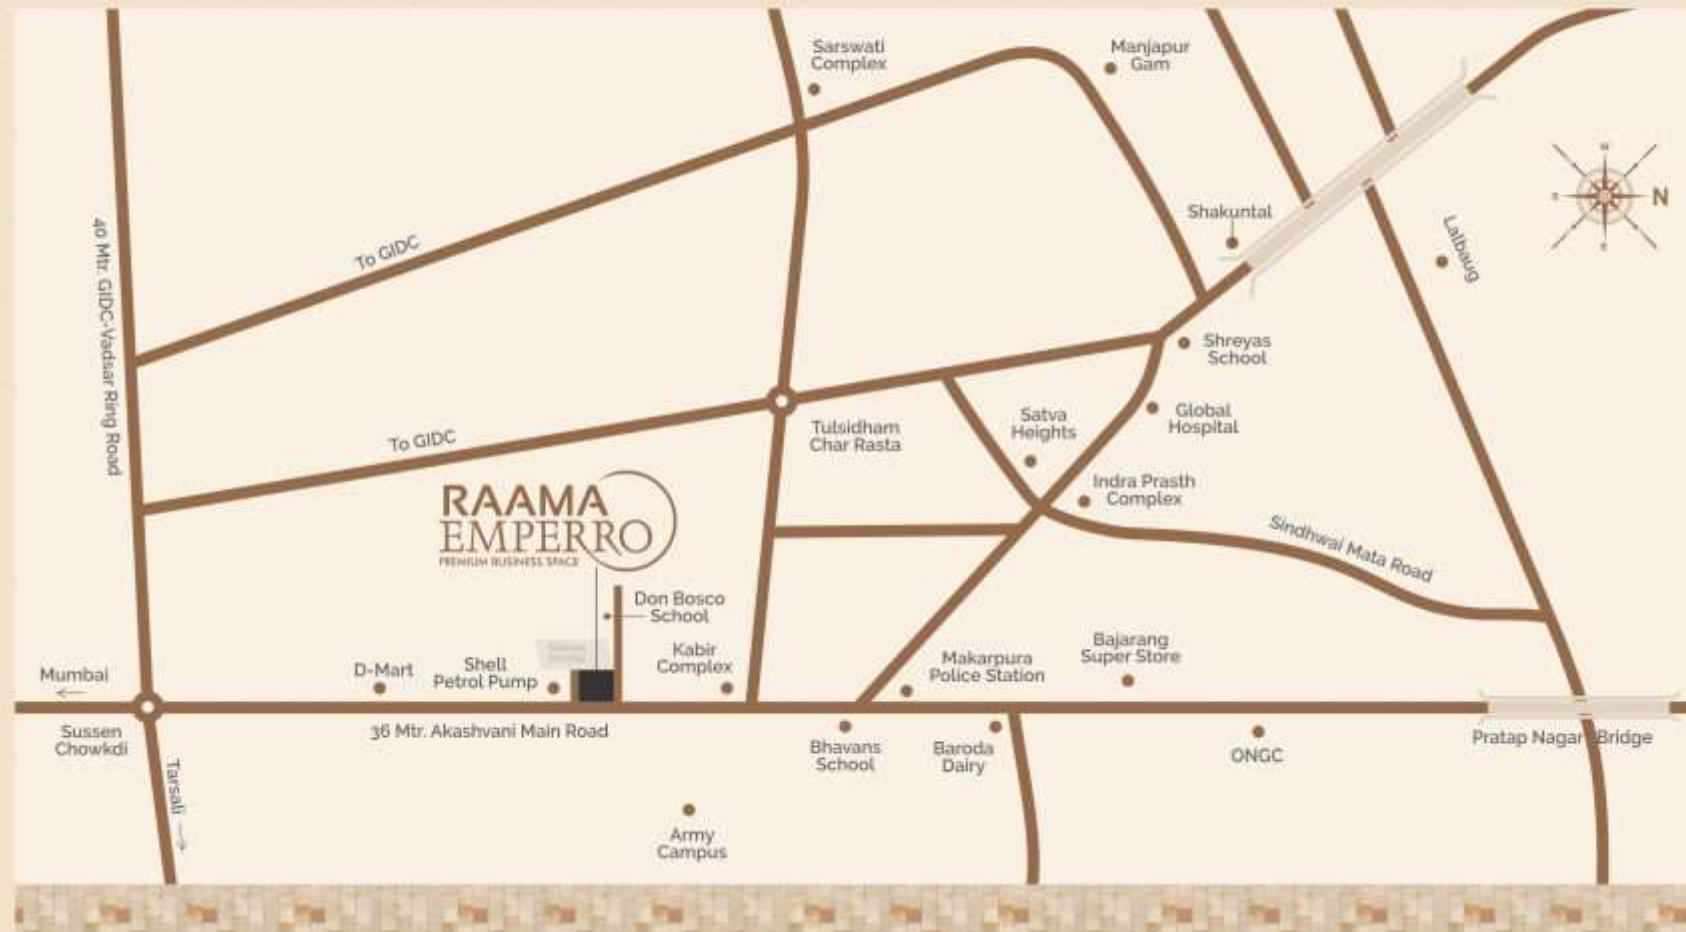 Sarswati
Complex
Manjapur
Gam
Shakuntal
N
Lalbaug
40 Mtr. GIDC-Vadsar Ring Road
To GIDC
Shreyas
School
To GIDC
Tulsidham
Char Rasta
Satva
Heights
Global
Hospital
Indra Prasth
Complex
RAAMA
EMPERRO
PREMIUM BUSINESS SPACE
Sindhwai Mata Road
Don Bosco
School
Mumbai
D-Mart
Shell
Petrol Pump
Kabir
Complex
Makarpura
Police Station
Bajarang
Super Store
Sussen
Chowkdi
36 Mtr. Akashvani Main Road
Bhavans
School
Baroda
Dairy
ONGC
Pratap Nagar Bridge
Tarsali
Army
Campus